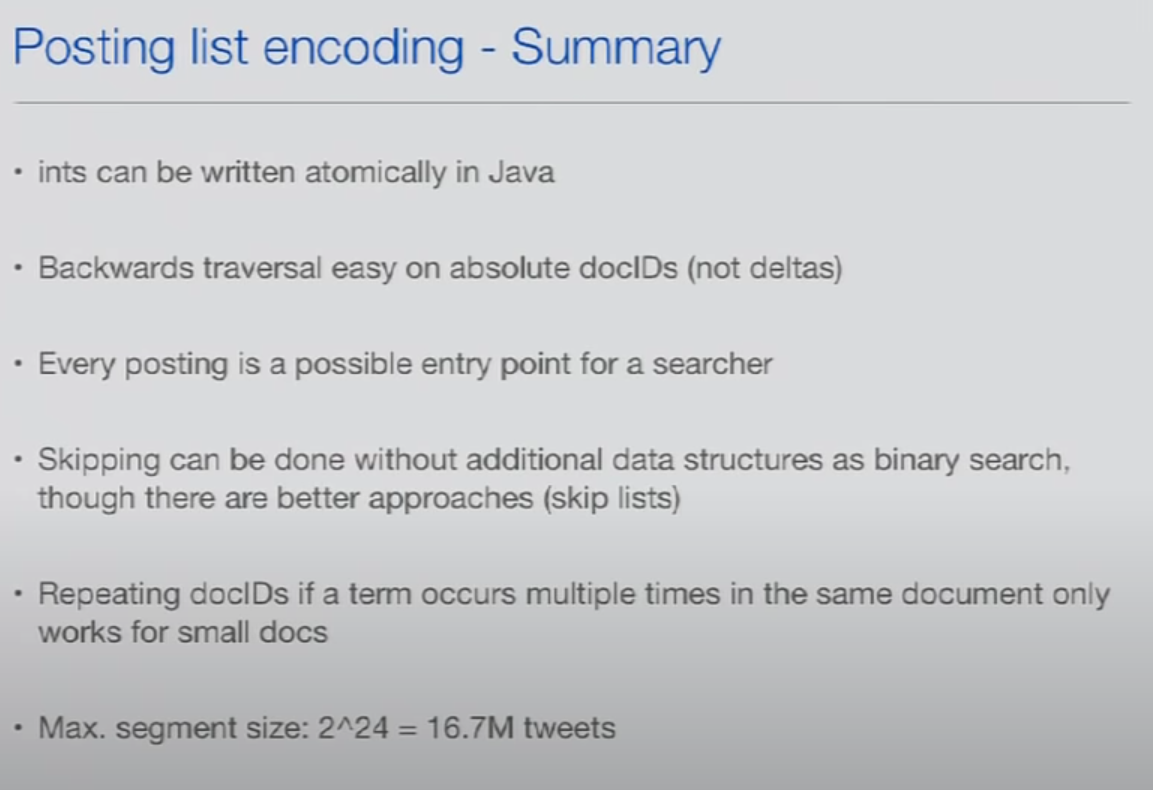 Posting list encoding - Summary
• ints can be written atomically in Java
• Backwards traversal easy on absolute docIDs (not deltas)
• Every posting is a possible entry point for a searcher
• Skipping can be done without additional data structures as binary search,
though there are better approaches (skip lists)
• Repeating docIDs if a term occurs multiple times in the same document only
works for small docs
• Max. segment size: 2^24 = 16.7M tweets